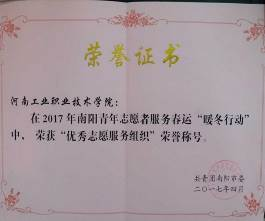 荣誉证书
河南工业职业技术学院：
在2017年南阳青年志愿者服务春运“暖冬行动”
中，荣获“优秀志愿服务组织”荣誉称号。
共青团南阳市委
二〇一七年四月